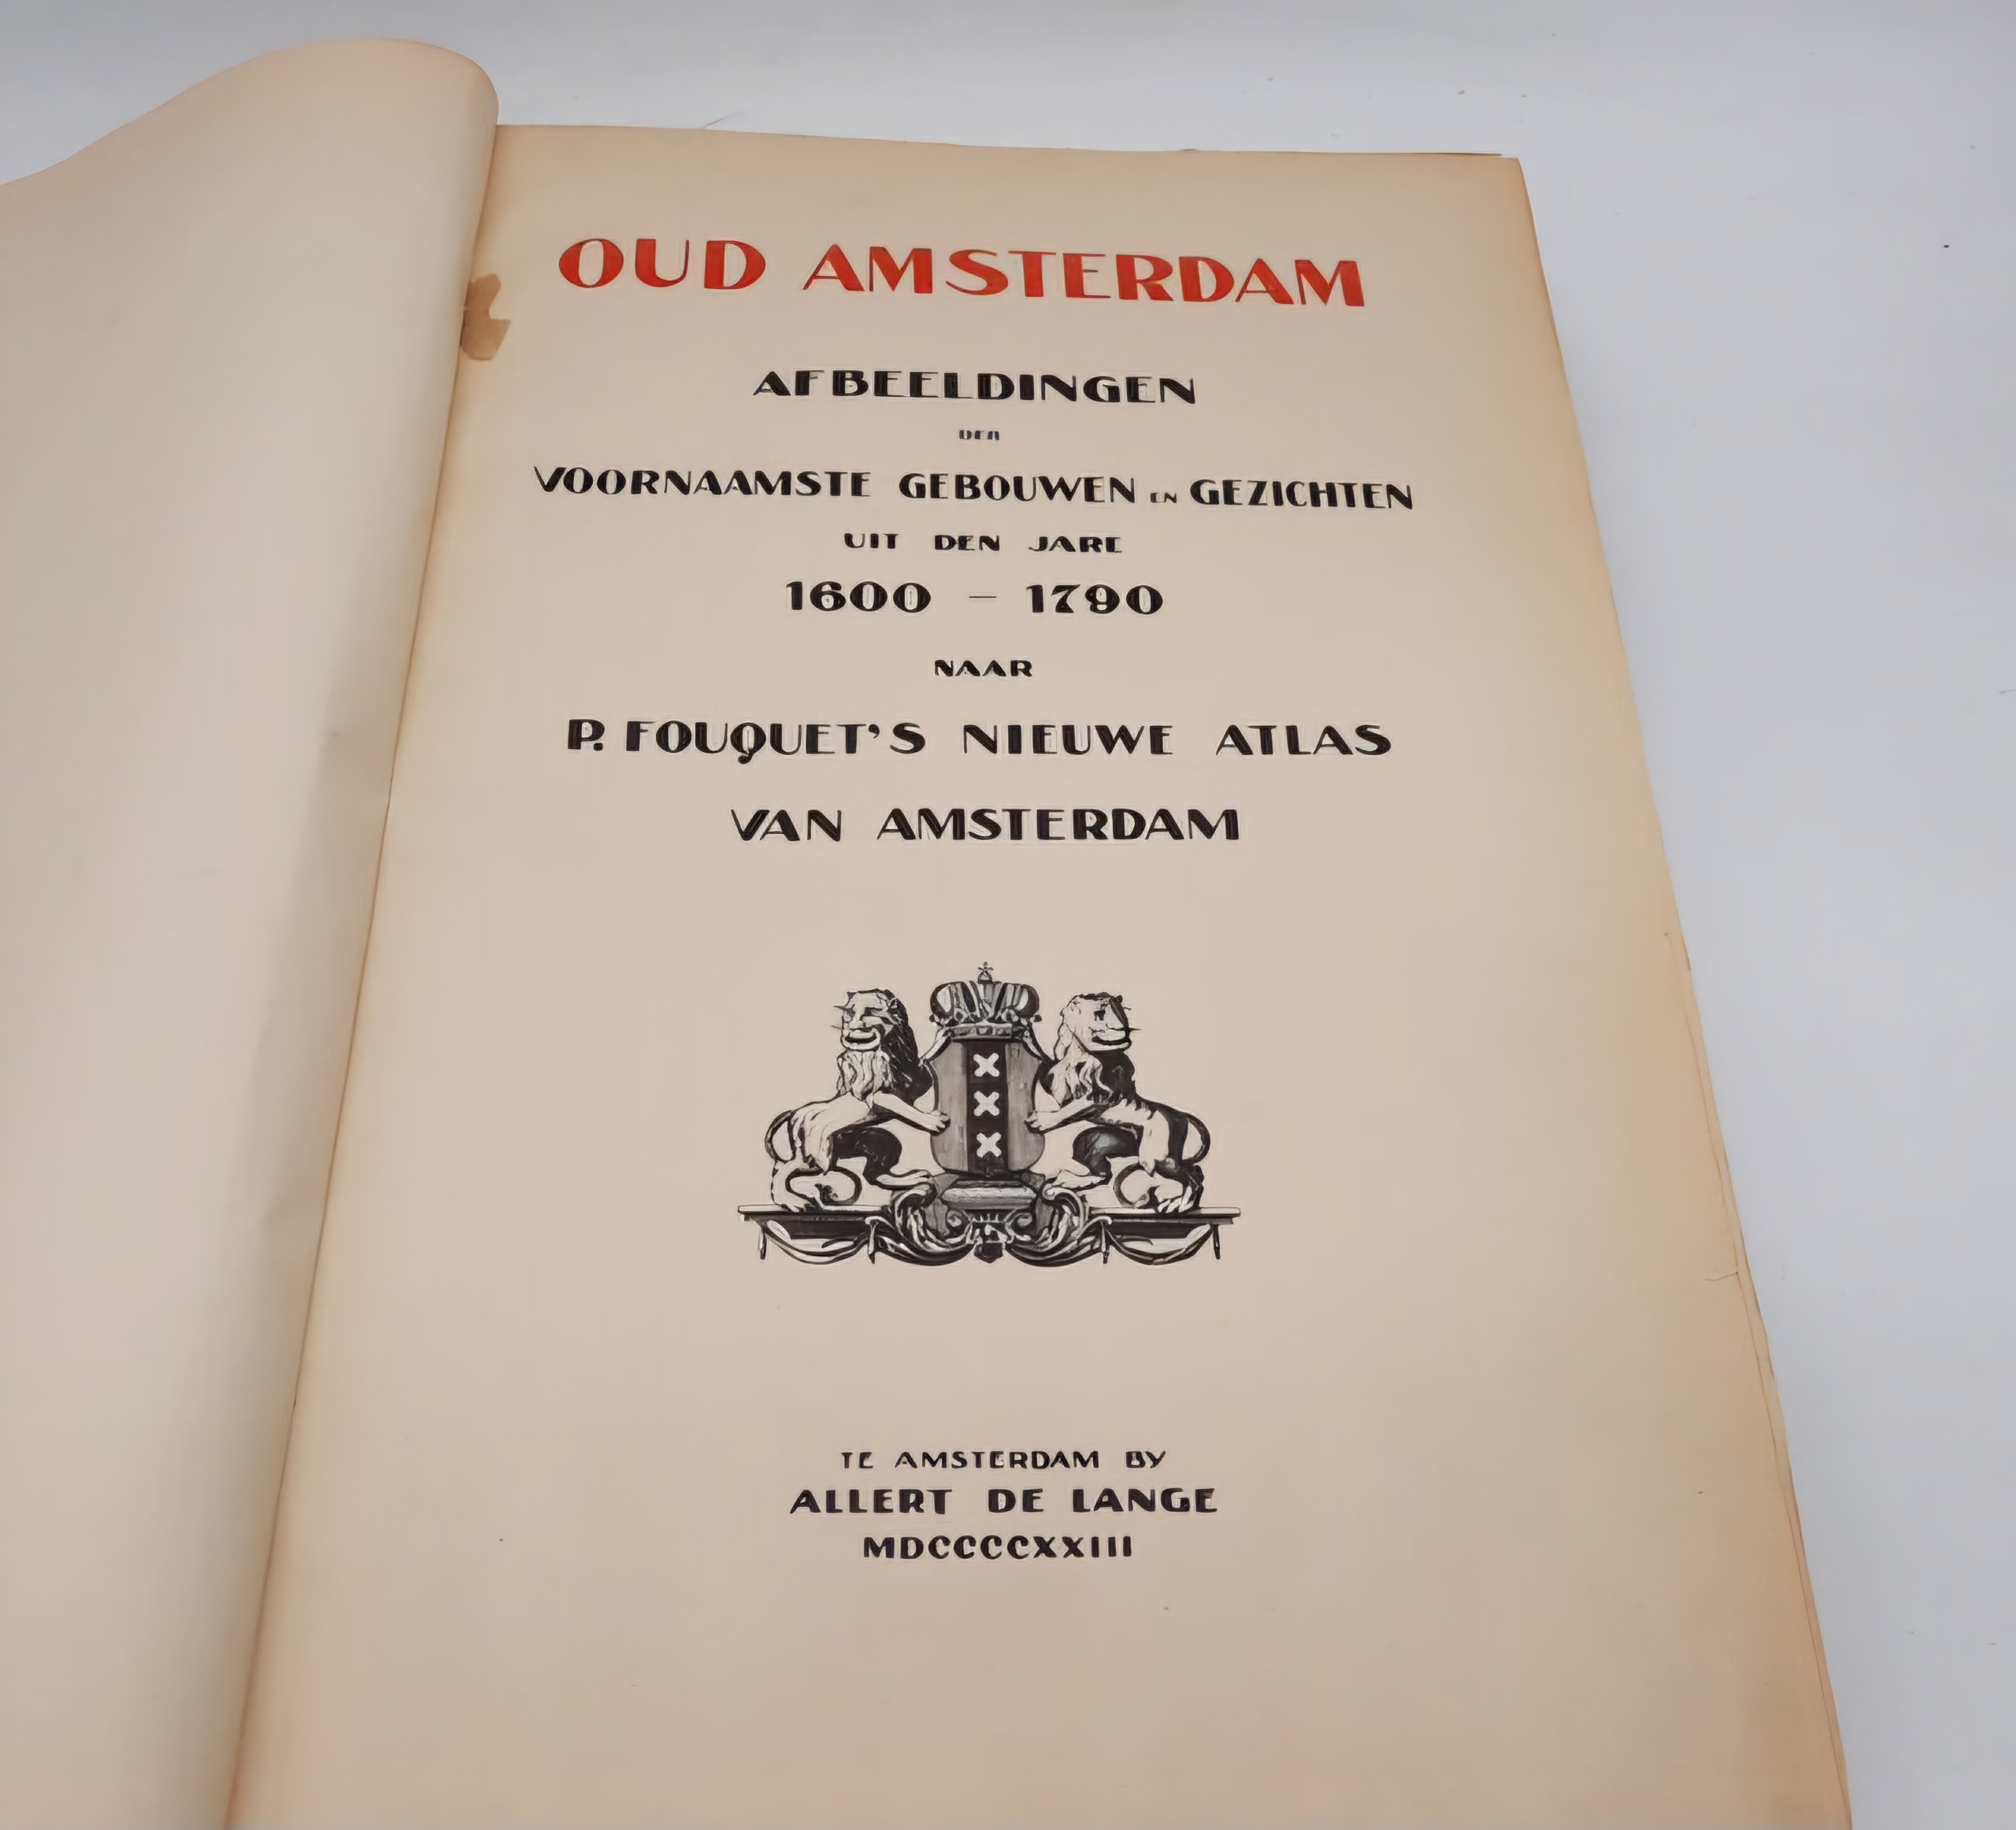 OUD AMSTERDAM
AFBEELDINGEN
DER
VOORNAAMSTE GEBOUWEN EN GEZICHTEN
UIT DEN JARE
1600 – 1790
NAAR
P. FOUQUET'S NIEUWE ATLAS
VAN AMSTERDAM
TE AMSTERDAM BY
ALLERT DE LANGE
MDCCCCXXIII